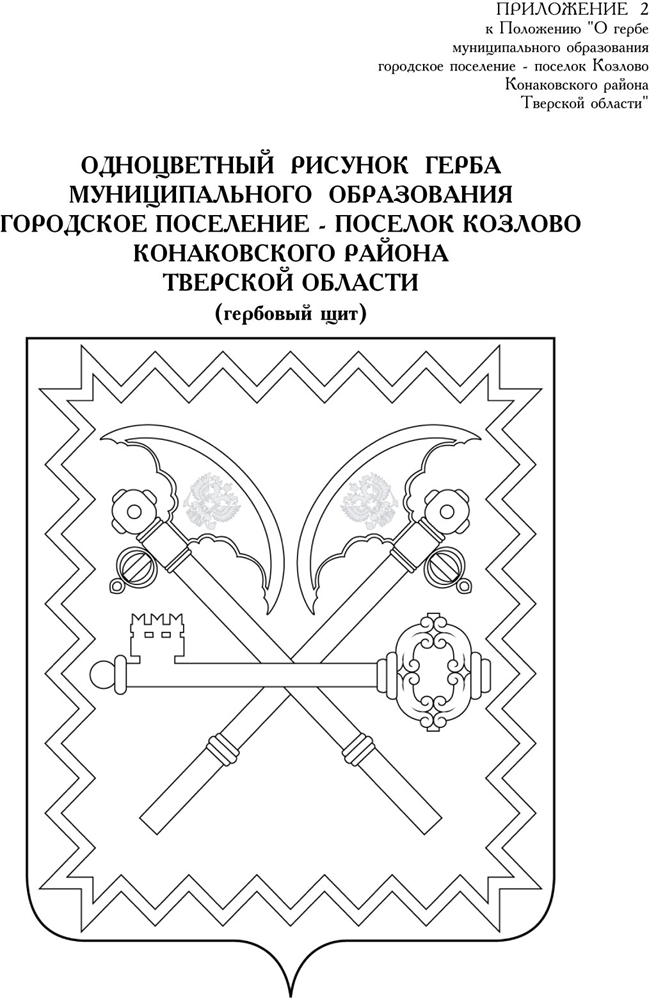 ПРИЛОЖЕНИЕ 2
к Положению "О гербе
муниципального образования
городское поселение - поселок Козлово
Конаковского района
Тверской области"
ОДНОЦВЕТНЫЙ РИСУНОК ГЕРБА
МУНИЦИПАЛЬНОГО ОБРАЗОВАНИЯ
ГОРОДСКОЕ ПОСЕЛЕНИЕ - ПОСЕЛОК КОЗЛОВО
КОНАКОВСКОГО РАЙОНА
ТВЕРСКОЙ ОБЛАСТИ
(гербовый щит)